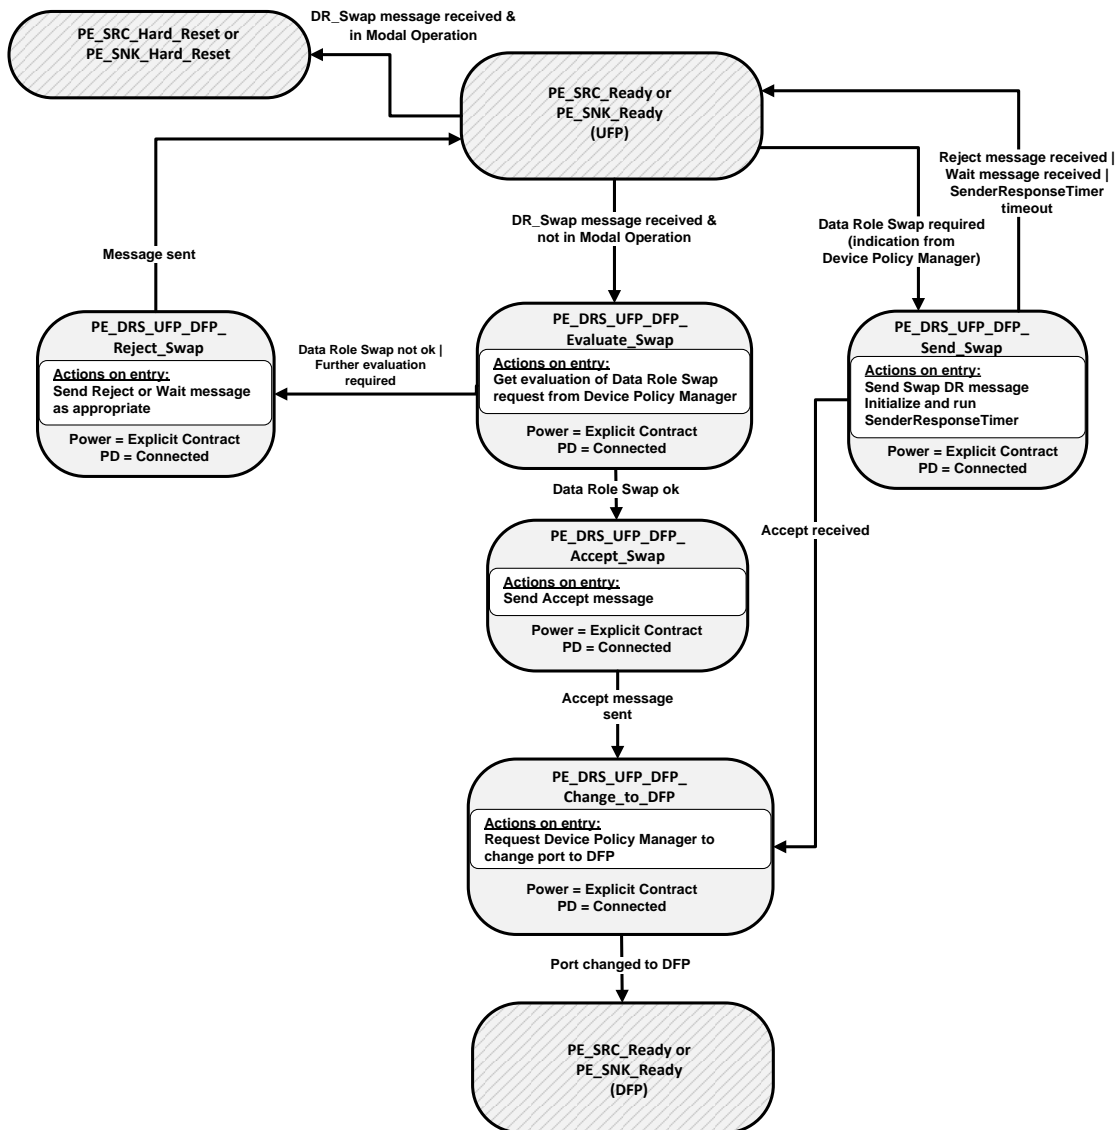 DR_Swap message received &
in Modal Operation
PE_SRC_Hard_Reset or
PE_SNK_Hard_Reset
PE_SRC_Ready or
PE_SNK_Ready
(UFP)
Reject message received |
Wait message received |
SenderResponseTimer
timeout
DR_Swap message received &
not in Modal Operation
Data Role Swap required
(indication from
Device Policy Manager)
Message sent
PE_DRS_UFP_DFP_
Reject_Swap
Actions on entry:
Send Reject or Wait message
as appropriate
Power = Explicit Contract
PD = Connected
Data Role Swap not ok |
Further evaluation
required
PE_DRS_UFP_DFP_
Evaluate_Swap
Actions on entry:
Get evaluation of Data Role Swap
request from Device Policy Manager
Power = Explicit Contract
PD = Connected
PE_DRS_UFP_DFP_
Send_Swap
Actions on entry:
Send Swap DR message
Initialize and run
SenderResponseTimer
Power = Explicit Contract
PD = Connected
Data Role Swap ok
Accept received
PE_DRS_UFP_DFP_
Accept_Swap
Actions on entry:
Send Accept message
Power = Explicit Contract
PD = Connected
Accept message
sent
PE_DRS_UFP_DFP_
Change_to_DFP
Actions on entry:
Request Device Policy Manager to
change port to DFP
Power = Explicit Contract
PD = Connected
Port changed to DFP
PE_SRC_Ready or
PE_SNK_Ready
(DFP)